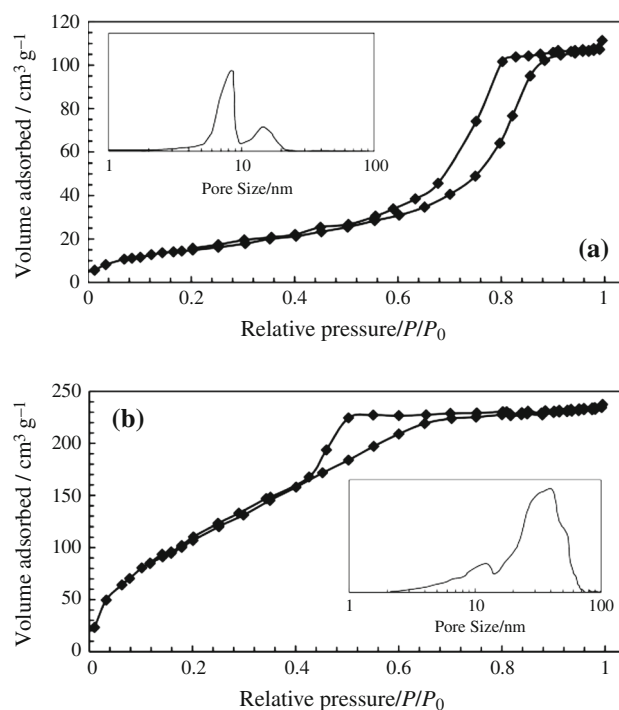 120
100
80
60
40
20
0
Volume adsorbed / cm³ g⁻¹
1 10 100
Pore Size/nm
(a)
0 0.2 0.4 0.6 0.8 1
Relative pressure/P/P₀
250
200
150
100
50
0
Volume adsorbed / cm³ g⁻¹
(b)
1 10 100
Pore Size/nm
0 0.2 0.4 0.6 0.8 1
Relative pressure/P/P₀